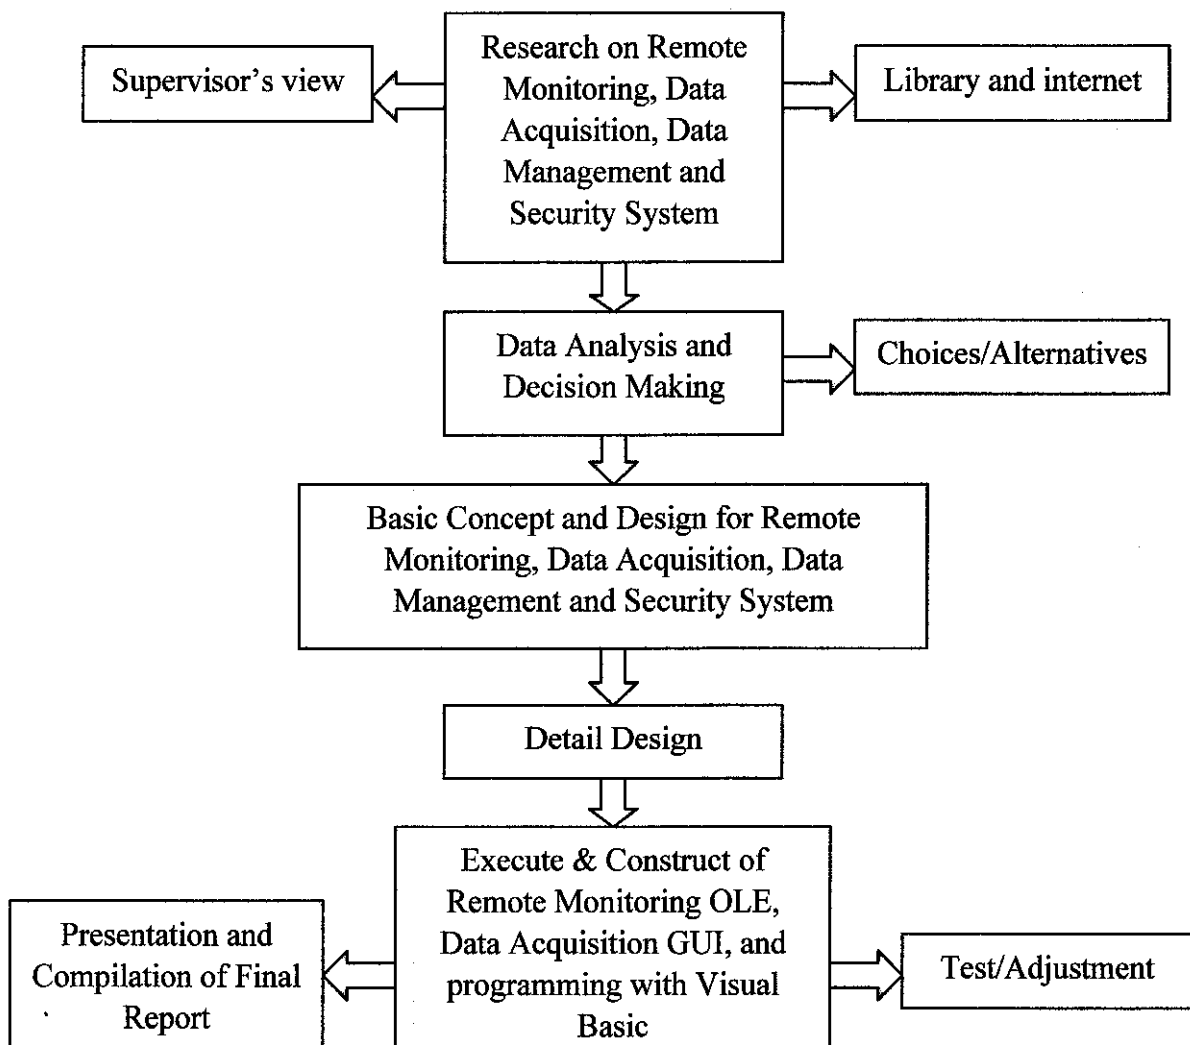 Supervisor's view
Research on Remote
Monitoring, Data
Acquisition, Data
Management and
Security System
Library and internet
Data Analysis and
Decision Making
Choices/Alternatives
Basic Concept and Design for Remote
Monitoring, Data Acquisition, Data
Management and Security System
Detail Design
Presentation and
Compilation of Final
Report
Execute & Construct of
Remote Monitoring OLE,
Data Acquisition GUI, and
programming with Visual
Basic
Test/Adjustment